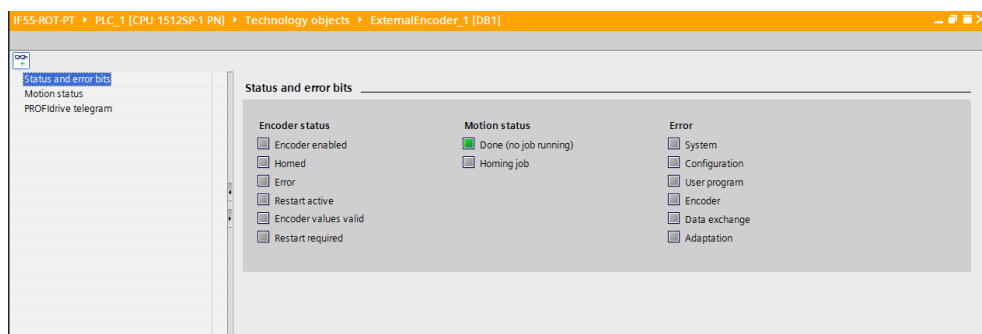 IF55-ROT-PT ▸ PLC_1 [CPU 1512SP-1 PN] ▸ Technology objects ▸ ExternalEncoder_1 [DB1]
Status and error bits
Motion status
PROFIdrive telegram
Status and error bits
Encoder status
Encoder enabled
Homed
Error
Restart active
Encoder values valid
Restart required
Motion status
Done (no job running)
Homing job
Error
System
Configuration
User program
Encoder
Data exchange
Adaptation